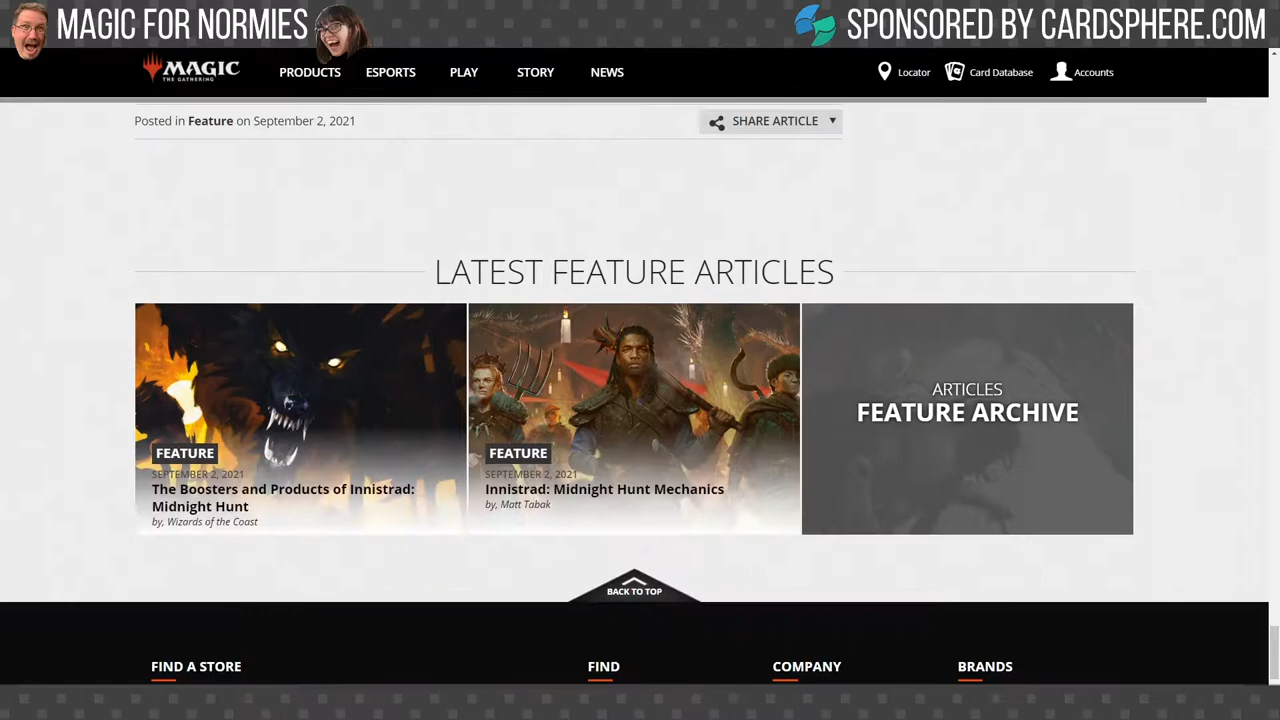 MAGIC FOR NORMIES
SPONSORED BY CARDSPHERE.COM
MAGIC
THE GATHERING
PRODUCTS
ESPORTS
PLAY
STORY
NEWS
Locator
Card Database
Accounts
Posted in Feature on September 2, 2021
SHARE ARTICLE
LATEST FEATURE ARTICLES
FEATURE
SEPTEMBER 2, 2021
The Boosters and Products of Innistrad:
Midnight Hunt
by, Wizards of the Coast
FEATURE
SEPTEMBER 2, 2021
Innistrad: Midnight Hunt Mechanics
by, Matt Tabak
ARTICLES
FEATURE ARCHIVE
BACK TO TOP
FIND A STORE
FIND
COMPANY
BRANDS